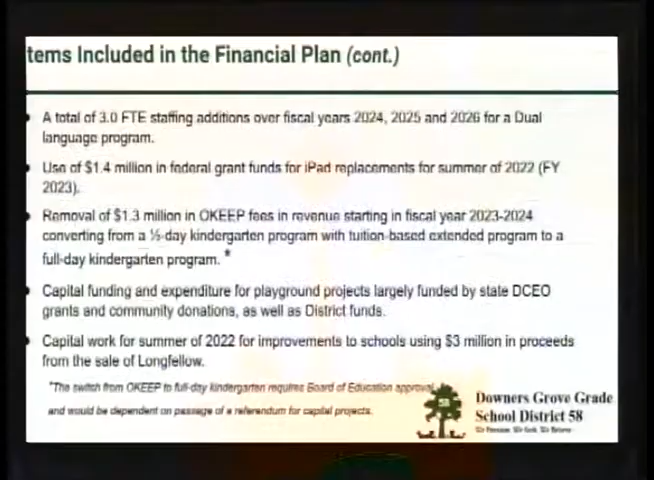 tems Included in the Financial Plan (cont.)
A total of 3.0 FTE staffing additions over fiscal years 2024, 2025 and 2026 for a Dual
language program.
Use of $1.4 million in federal grant funds for iPad replacements for summer of 2022 (FY
2023).
Removal of $1.3 million in OKEEP fees in revenue starting in fiscal year 2023-2024
converting from a ½-day kindergarten program with tuition-based extended program to a
full-day kindergarten program. *
Capital funding and expenditure for playground projects largely funded by state DCEO
grants and community donations, as well as District funds.
Capital work for summer of 2022 for improvements to schools using $3 million in proceeds
from the sale of Longfellow.
*The switch from OKEEP to full-day kindergarten requires Board of Education approval
and would be dependent on passage of a referendum for capital projects.
58
Downers Grove Grade
School District 58